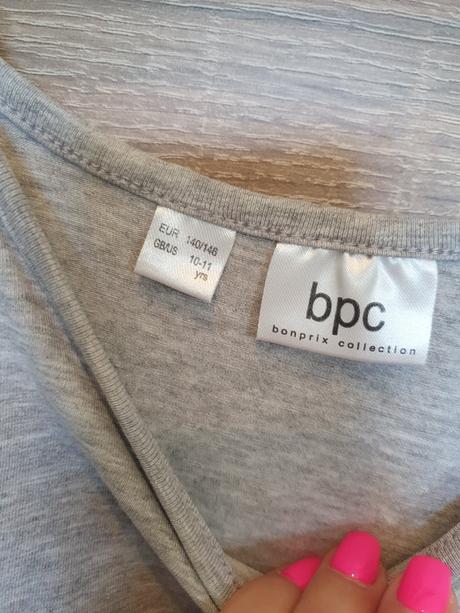 EUR 140/146
GB/US 10-11
yrs
bpc
bonprix collection